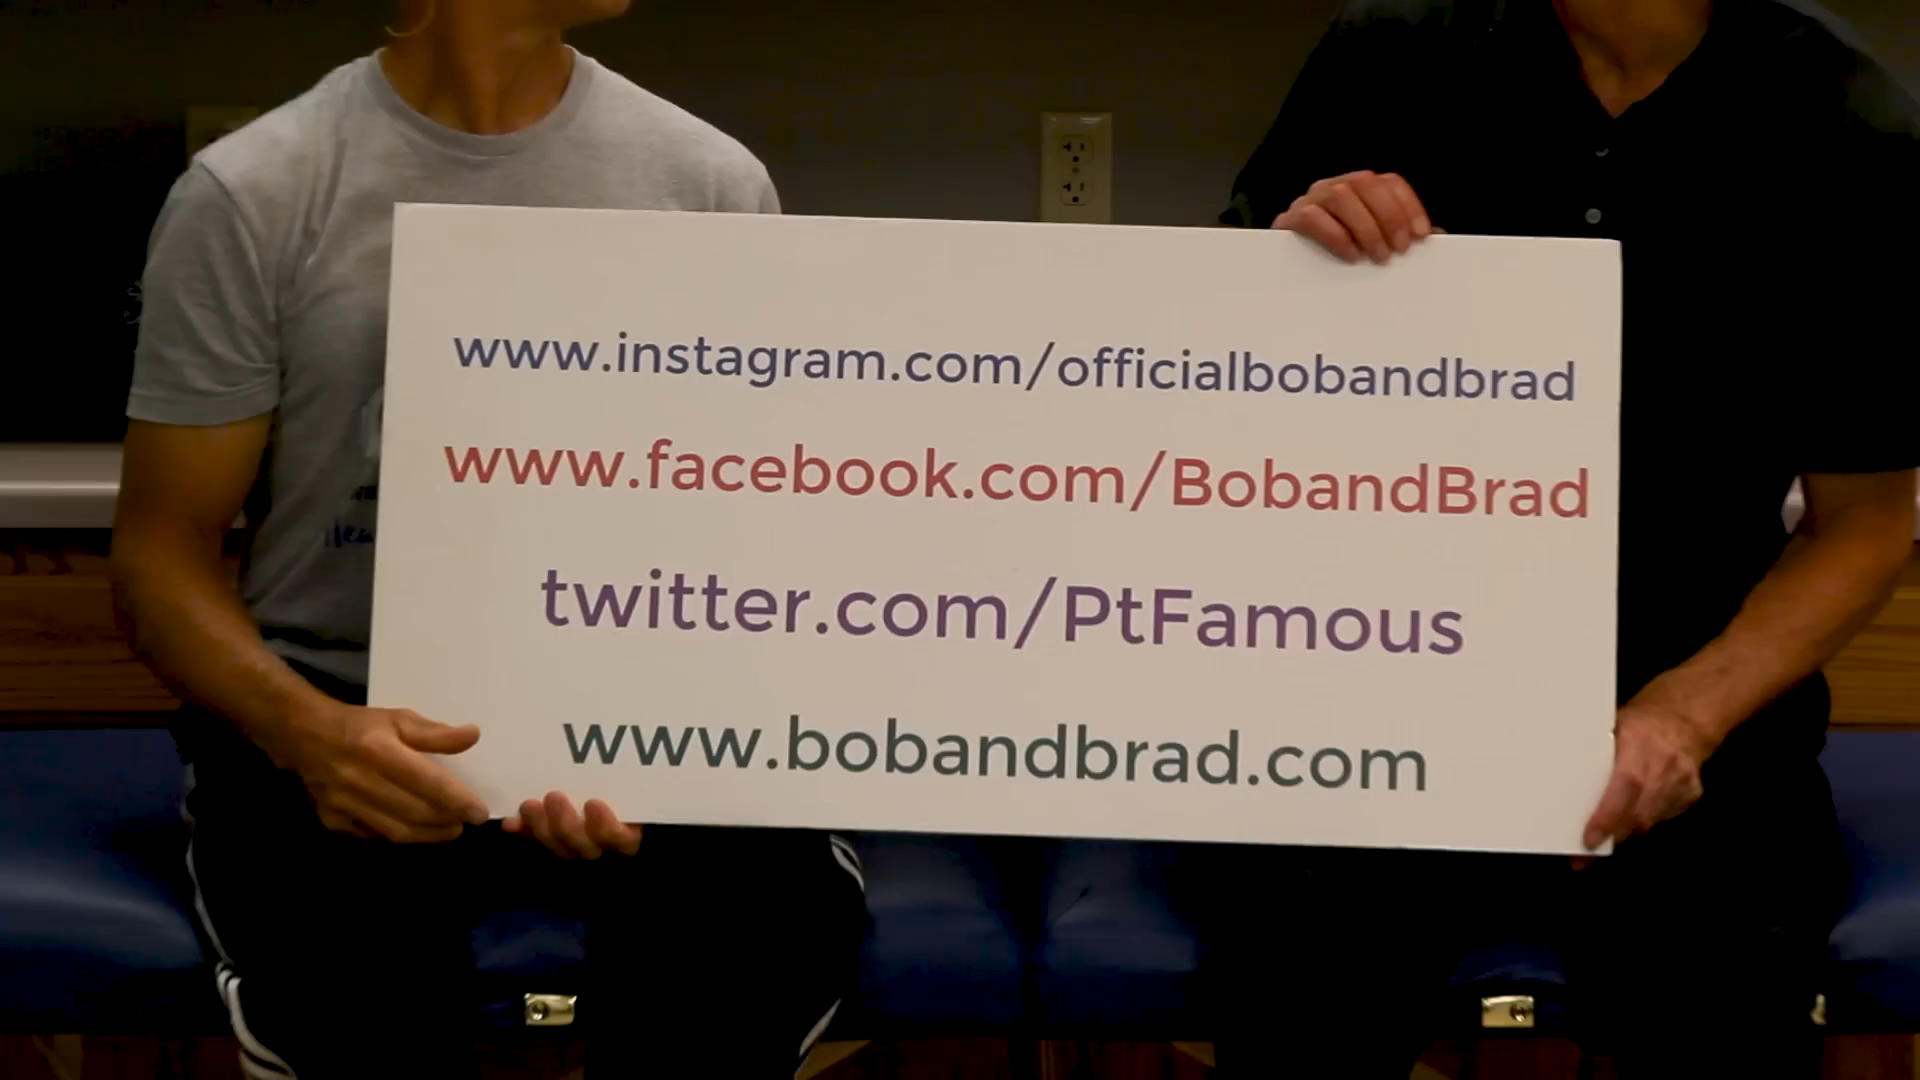 www.instagram.com/officialbobandbrad
www.facebook.com/BobandBrad
twitter.com/PtFamous
www.bobandbrad.com